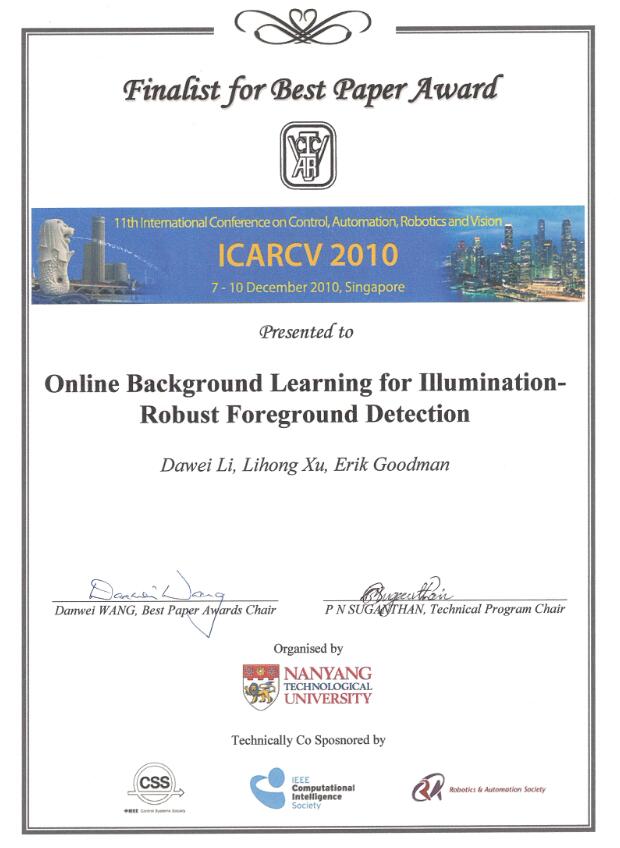 Finalist for Best Paper Award
11th International Conference on Control, Automation, Robotics and Vision
ICARCV 2010
7 - 10 December 2010, Singapore
Presented to
Online Background Learning for Illumination-
Robust Foreground Detection
Dawei Li, Lihong Xu, Erik Goodman
Danwei Wang
Danwei WANG, Best Paper Awards Chair
P N SUGANTHAN, Technical Program Chair
Organised by
NANYANG
TECHNOLOGICAL
UNIVERSITY
Technically Co Sposnored by
CSS
IEEE Control Systems Society
IEEE
Computational
Intelligence
Society
Robotics & Automation Society